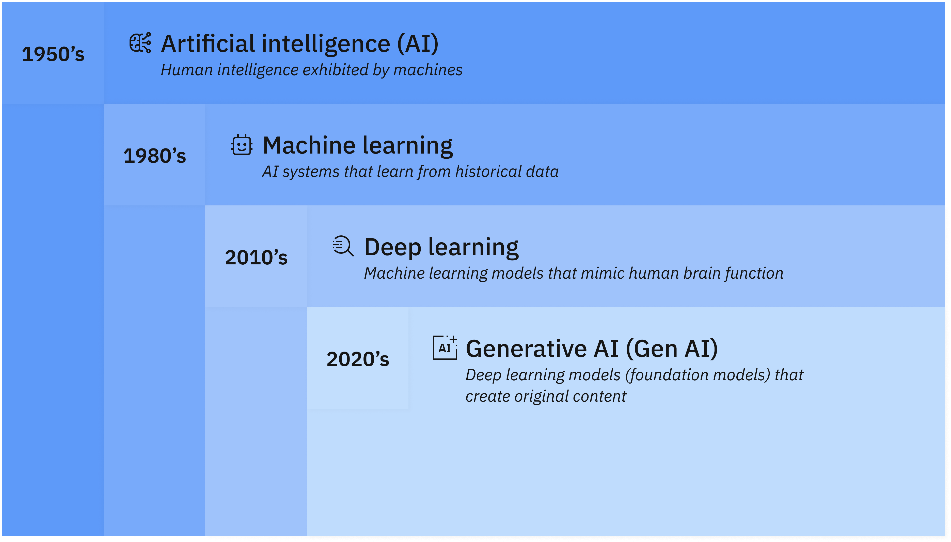 1950's
Artificial intelligence (AI)
Human intelligence exhibited by machines
1980's
Machine learning
AI systems that learn from historical data
2010's
Deep learning
Machine learning models that mimic human brain function
2020's
AI
Generative AI (Gen AI)
Deep learning models (foundation models) that
create original content